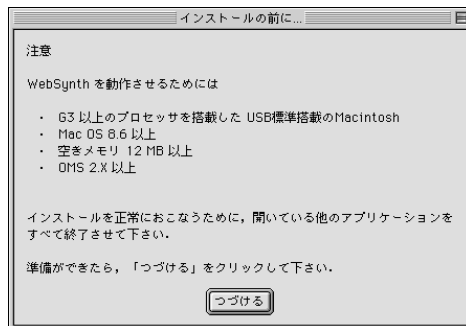 インストールの前に...
注意
WebSynth を動作させるためには
・ G3 以上のプロセッサを搭載した USB標準搭載のMacintosh
・ Mac OS 8.6 以上
・ 空きメモリ 12 MB 以上
・ OMS 2.X 以上
インストールを正常におこなうために，開いている他のアプリケーションを
すべて終了させて下さい．
準備ができたら，「つづける」をクリックして下さい．
つづける